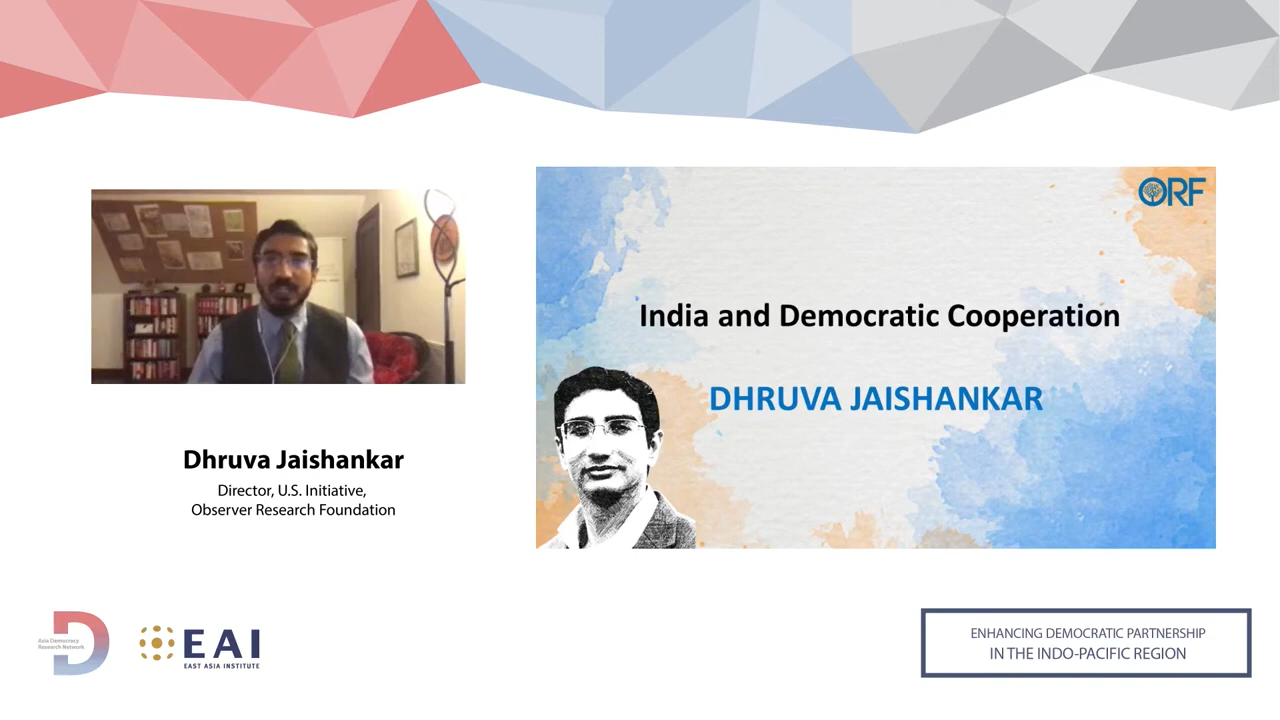 ORF
India and Democratic Cooperation
DHRUVA JAISHANKAR
Dhruva Jaishankar
Director, U.S. Initiative,
Observer Research Foundation
Asia Democracy
Research Network
D
EAI
EAST ASIA INSTITUTE
ENHANCING DEMOCRATIC PARTNERSHIP
IN THE INDO-PACIFIC REGION